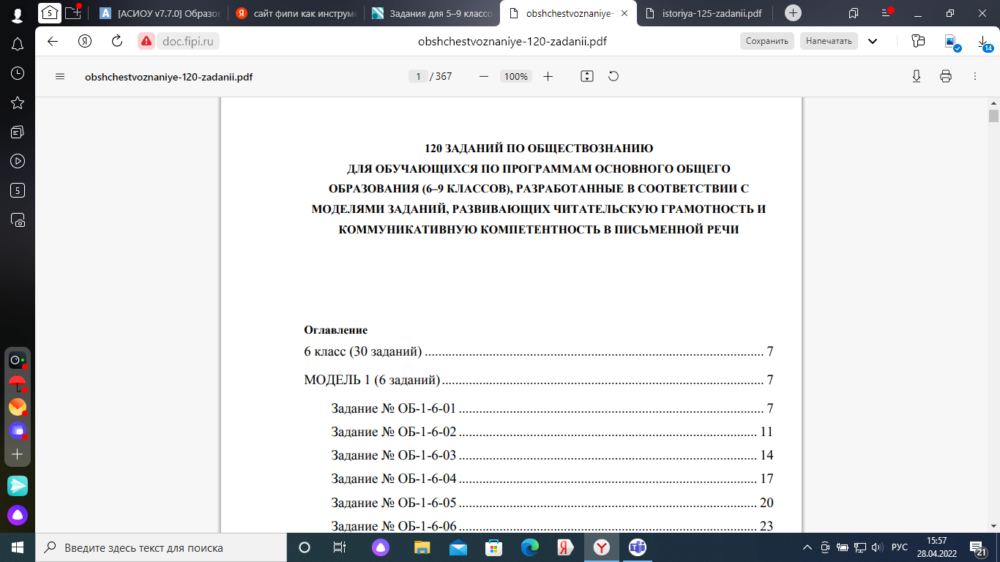 5
[АСИОУ v7.7.0] Образов
сайт фипи как инструме
Задания для 5–9 классо
obshchestvoznaniye-
istoriya-125-zadanii.pdf
doc.fipi.ru
obshchestvoznaniye-120-zadanii.pdf
Сохранить
Напечатать
14
obshchestvoznaniye-120-zadanii.pdf
1 / 367
100%
5
120 ЗАДАНИЙ ПО ОБЩЕСТВОЗНАНИЮ
ДЛЯ ОБУЧАЮЩИХСЯ ПО ПРОГРАММАМ ОСНОВНОГО ОБЩЕГО
ОБРАЗОВАНИЯ (6–9 КЛАССОВ), РАЗРАБОТАННЫЕ В СООТВЕТСТВИИ С
МОДЕЛЯМИ ЗАДАНИЙ, РАЗВИВАЮЩИХ ЧИТАТЕЛЬСКУЮ ГРАМОТНОСТЬ И
КОММУНИКАТИВНУЮ КОМПЕТЕНТНОСТЬ В ПИСЬМЕННОЙ РЕЧИ
Оглавление
6 класс (30 заданий) ........ 7
МОДЕЛЬ 1 (6 заданий) ........ 7
Задание № ОБ-1-6-01 ........ 7
Задание № ОБ-1-6-02 ........ 11
Задание № ОБ-1-6-03 ........ 14
Задание № ОБ-1-6-04 ........ 17
Задание № ОБ-1-6-05 ........ 20
Задание № ОБ-1-6-06 ........ 23
Введите здесь текст для поиска
РУС
15:57
28.04.2022
21